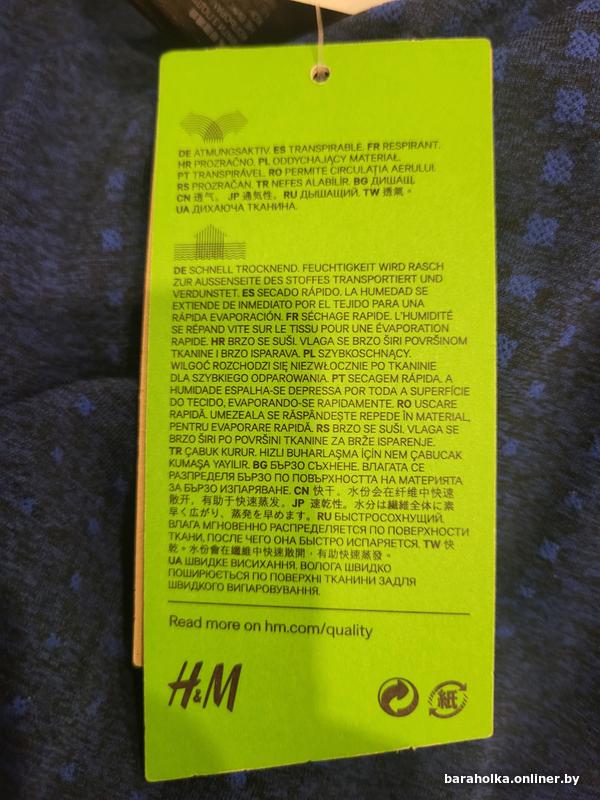 DE ATMUNGSAKTIV. ES TRANSPIRABLE. FR RESPIRANT.
HR PROZRAČNO. PL ODDYCHAJĄCY MATERIAŁ.
PT TRANSPIRÁVEL. RO PERMITE CIRCULAȚIA AERULUI.
RS PROZRAČAN. TR NEFES ALABİLİR. BG ДИШАЩ.
CN 透气。 JP 通気性。 RU ДЫШАЩИЙ. TW 透氣。
UA ДИХАЮЧА ТКАНИНА.
DE SCHNELL TROCKNEND. FEUCHTIGKEIT WIRD RASCH
ZUR AUSSENSEITE DES STOFFES TRANSPORTIERT UND
VERDUNSTET. ES SECADO RÁPIDO. LA HUMEDAD SE
EXTIENDE DE INMEDIATO POR EL TEJIDO PARA UNA
RÁPIDA EVAPORACIÓN. FR SÉCHAGE RAPIDE. L'HUMIDITÉ
SE RÉPAND VITE SUR LE TISSU POUR UNE ÉVAPORATION
RAPIDE. HR BRZO SE SUŠI. VLAGA SE BRZO ŠIRI POVRŠINOM
TKANINE I BRZO ISPARAVA. PL SZYBKOSCHNĄCY.
WILGOĆ ROZCHODZI SIĘ NIEZWŁOCZNIE PO TKANINIE
DLA SZYBKIEGO ODPAROWANIA. PT SECAGEM RÁPIDA. A
HUMIDADE ESPALHA-SE DEPRESSA POR TODA A SUPERFÍCIE
DO TECIDO, EVAPORANDO-SE RAPIDAMENTE. RO USCARE
RAPIDĂ. UMEZEALA SE RĂSPÂNDEȘTE REPEDE ÎN MATERIAL,
PENTRU EVAPORARE RAPIDĂ. RS BRZO SE SUŠI. VLAGA SE
BRZO ŠIRI PO POVRŠINI TKANINE ZA BRŽE ISPARENJE.
TR ÇABUK KURUR. HIZLI BUHARLAŞMA İÇİN NEM ÇABUCAK
KUMAŞA YAYILIR. BG БЪРЗО СЪХНЕНЕ. ВЛАГАТА СЕ
РАЗПРЕДЕЛЯ БЪРЗО ПО ПОВЪРХНОСТТА НА МАТЕРИЯТА
ЗА БЪРЗО ИЗПАРЯВАНЕ. CN 快干。水份会在纤维中快速
散开，有助于快速蒸发。JP 速乾性。水分は繊維全体に素
早く広がり、蒸発を早めます。RU БЫСТРОСОХНУЩИЙ.
ВЛАГА МГНОВЕННО РАСПРЕДЕЛЯЕТСЯ ПО ПОВЕРХНОСТИ
ТКАНИ, ПОСЛЕ ЧЕГО ОНА БЫСТРО ИСПАРЯЕТСЯ. TW 快
乾。水份會在纖維中快速散開，有助快速蒸發。
UA ШВИДКЕ ВИСИХАННЯ. ВОЛОГА ШВИДКО
ПОШИРЮЄТЬСЯ ПО ПОВЕРХНІ ТКАНИНИ ЗАДЛЯ
ШВИДКОГО ВИПАРОВУВАННЯ.
Read more on hm.com/quality
H&M
紙
baraholka.onliner.by